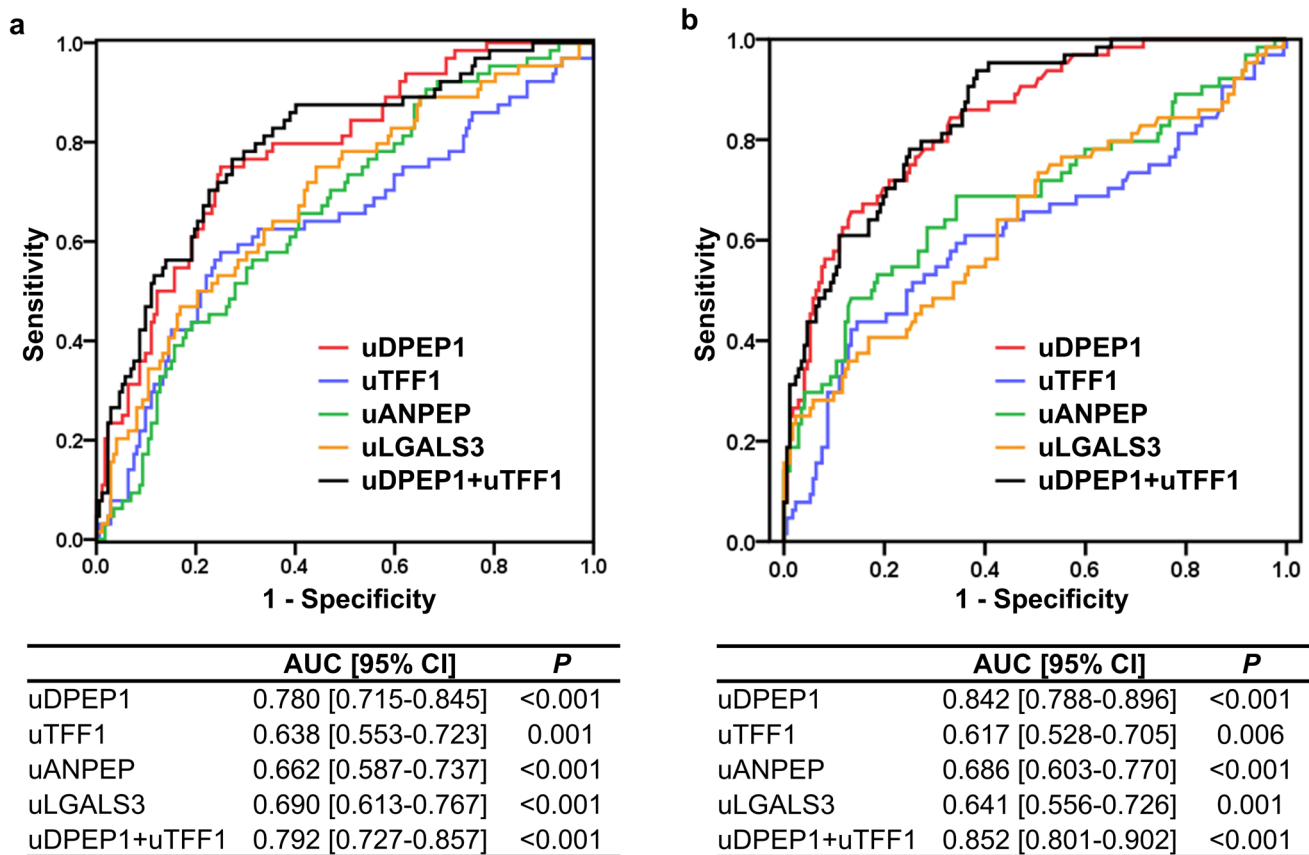 a
1.0
0.8
0.6
0.4
0.2
0.0
Sensitivity
uDPEP1
uTFF1
uANPEP
uLGALS3
uDPEP1+uTFF1
0.0 0.2 0.4 0.6 0.8 1.0
1 - Specificity
AUC [95% CI] P
uDPEP1 0.780 [0.715-0.845] <0.001
uTFF1 0.638 [0.553-0.723] 0.001
uANPEP 0.662 [0.587-0.737] <0.001
uLGALS3 0.690 [0.613-0.767] <0.001
uDPEP1+uTFF1 0.792 [0.727-0.857] <0.001
b
1.0
0.8
0.6
0.4
0.2
0.0
Sensitivity
uDPEP1
uTFF1
uANPEP
uLGALS3
uDPEP1+uTFF1
0.0 0.2 0.4 0.6 0.8 1.0
1 - Specificity
AUC [95% CI] P
uDPEP1 0.842 [0.788-0.896] <0.001
uTFF1 0.617 [0.528-0.705] 0.006
uANPEP 0.686 [0.603-0.770] <0.001
uLGALS3 0.641 [0.556-0.726] 0.001
uDPEP1+uTFF1 0.852 [0.801-0.902] <0.001